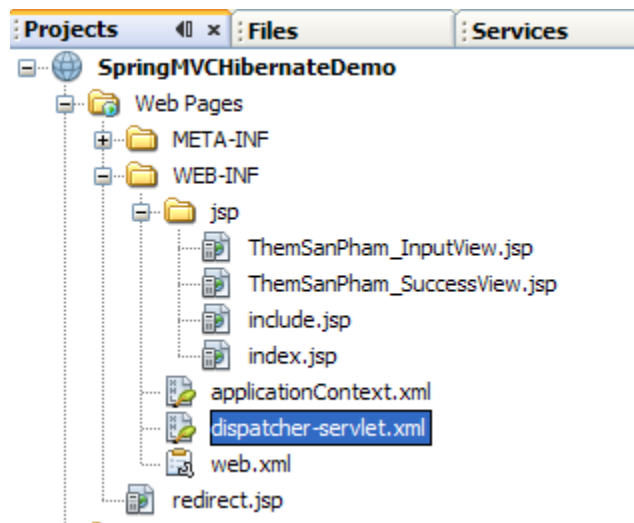 Projects Files Services
SpringMVCHibernateDemo
Web Pages
META-INF
WEB-INF
jsp
ThemSanPham_InputView.jsp
ThemSanPham_SuccessView.jsp
include.jsp
index.jsp
applicationContext.xml
dispatcher-servlet.xml
web.xml
redirect.jsp